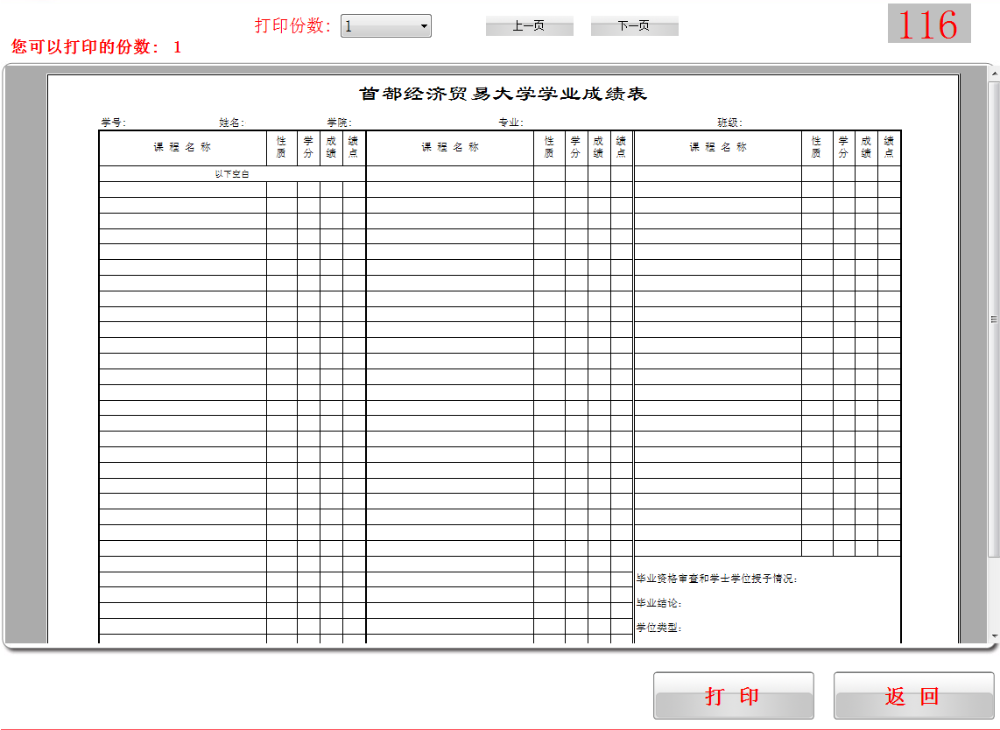 打印份数： 1 上一页 下一页 116
您可以打印的份数： 1
首都经济贸易大学学业成绩表
学号： 姓名： 学院： 专业： 班级：
课 程 名 称 性质 学分 成绩 绩点 课 程 名 称 性质 学分 成绩 绩点 课 程 名 称 性质 学分 成绩 绩点
以下空白
毕业资格审查和学士学位授予情况：
毕业结论：
学位类型：
打 印 返 回